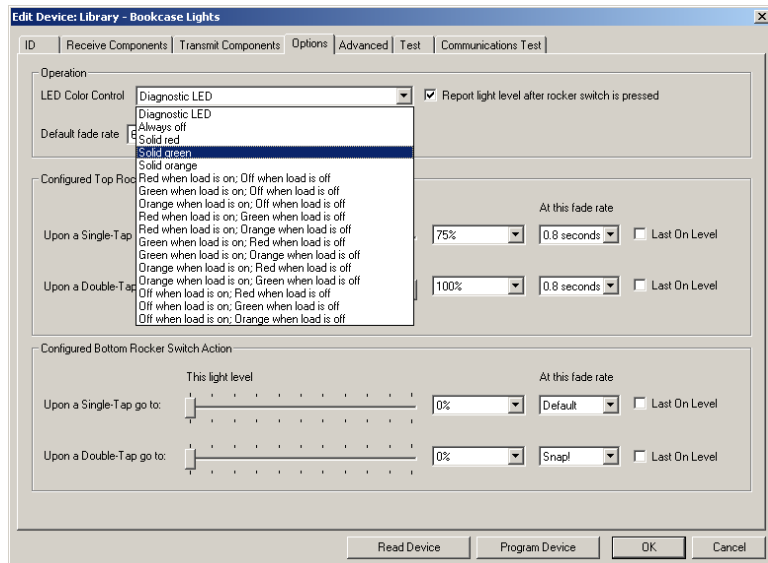 Edit Device: Library - Bookcase Lights
ID Receive Components Transmit Components Options Advanced Test Communications Test
Operation
LED Color Control Diagnostic LED Report light level after rocker switch is pressed
Diagnostic LED
Always off
Default fade rate
Solid red
Solid green
Solid orange
Red when load is on; Off when load is off
Configured Top Roc
Green when load is on; Off when load is off
Orange when load is on; Off when load is off
Red when load is on; Green when load is off
At this fade rate
Red when load is on; Orange when load is off
Upon a Single-Tap 75% 0.8 seconds Last On Level
Green when load is on; Red when load is off
Green when load is on; Orange when load is off
Orange when load is on; Red when load is off
Orange when load is on; Green when load is off
Upon a Double-Tap 100% 0.8 seconds Last On Level
Off when load is on; Red when load is off
Off when load is on; Green when load is off
Off when load is on; Orange when load is off
Configured Bottom Rocker Switch Action
This light level At this fade rate
Upon a Single-Tap go to: 0% Default Last On Level
Upon a Double-Tap go to: 0% Snap! Last On Level
Read Device Program Device OK Cancel